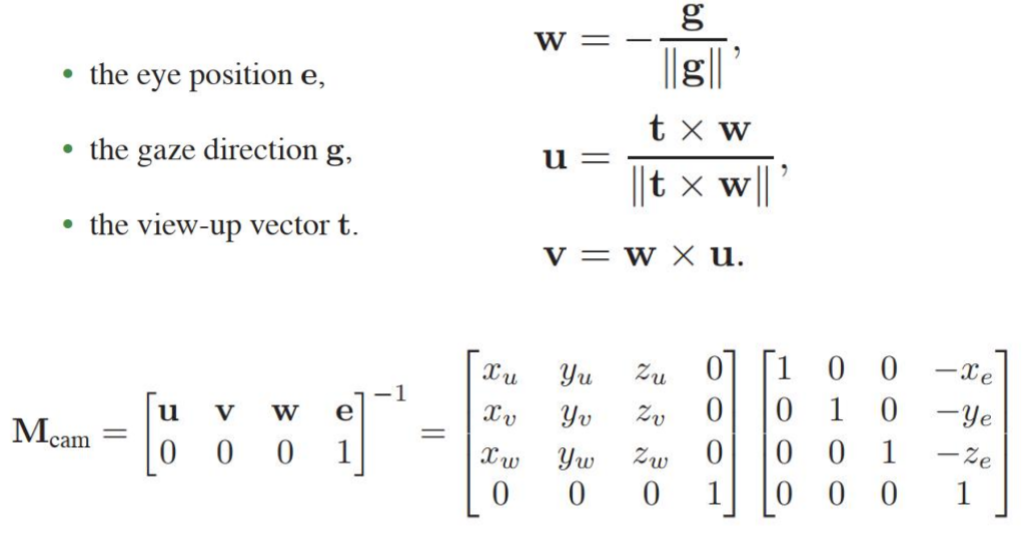 • the eye position e,
• the gaze direction g,
• the view-up vector t.
w = − g / ‖g‖,
u = t × w / ‖t × w‖,
v = w × u.
M_cam = [u v w e; 0 0 0 1]^−1 = [x_u y_u z_u 0; x_v y_v z_v 0; x_w y_w z_w 0; 0 0 0 1] [1 0 0 −x_e; 0 1 0 −y_e; 0 0 1 −z_e; 0 0 0 1]